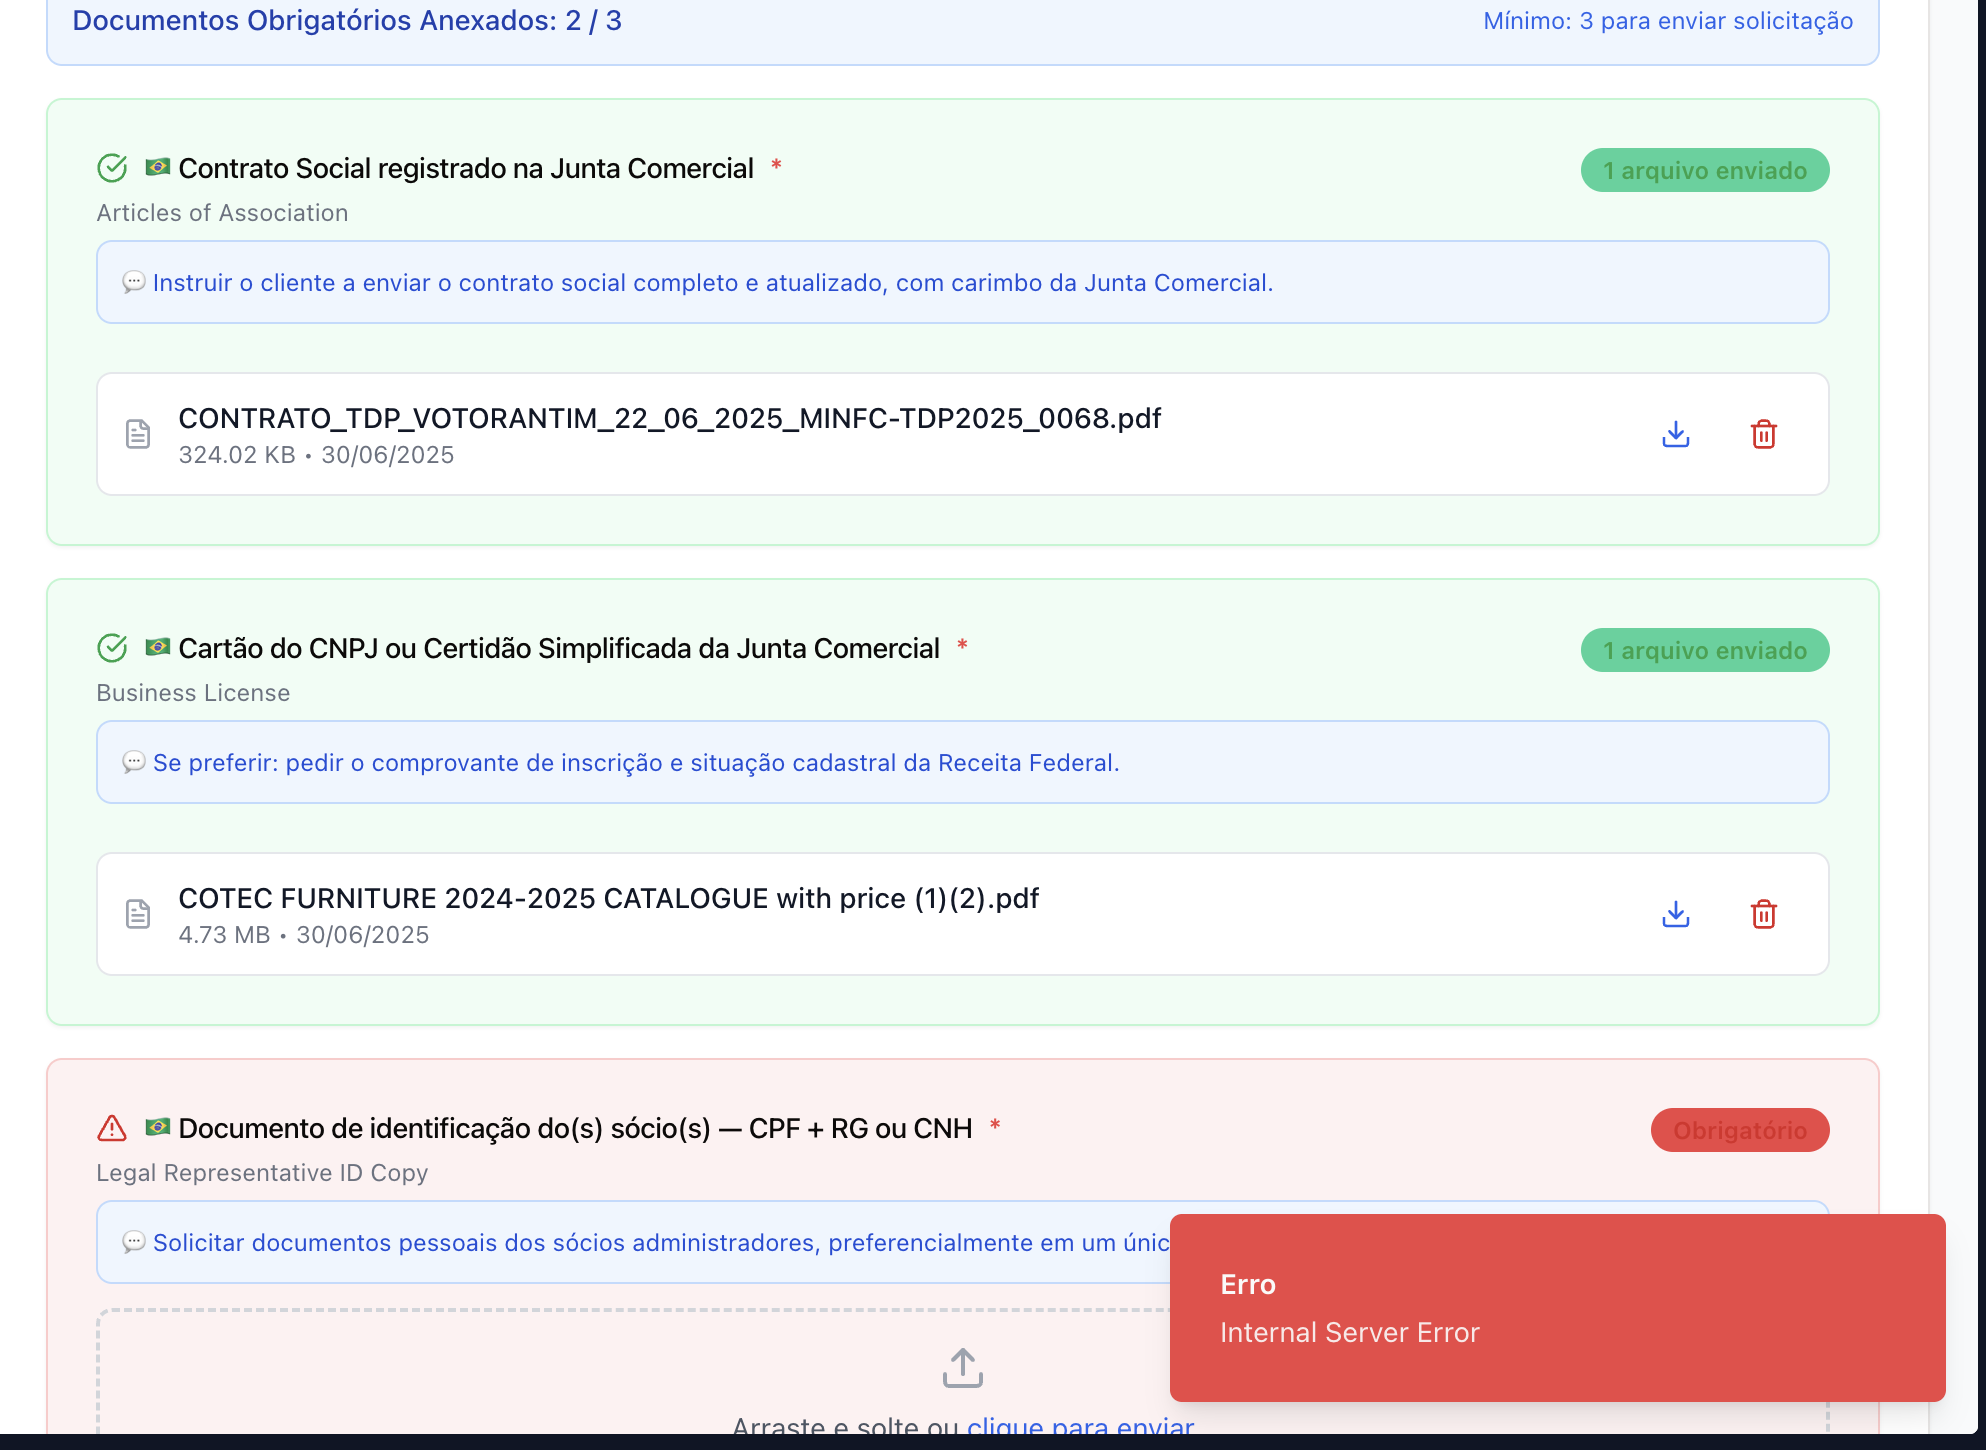 Documentos Obrigatórios Anexados: 2 / 3
Mínimo: 3 para enviar solicitação
Contrato Social registrado na Junta Comercial *
1 arquivo enviado
Articles of Association
Instruir o cliente a enviar o contrato social completo e atualizado, com carimbo da Junta Comercial.
CONTRATO_TDP_VOTORANTIM_22_06_2025_MINFC-TDP2025_0068.pdf
324.02 KB • 30/06/2025
Cartão do CNPJ ou Certidão Simplificada da Junta Comercial *
1 arquivo enviado
Business License
Se preferir: pedir o comprovante de inscrição e situação cadastral da Receita Federal.
COTEC FURNITURE 2024-2025 CATALOGUE with price (1)(2).pdf
4.73 MB • 30/06/2025
Documento de identificação do(s) sócio(s) — CPF + RG ou CNH *
Obrigatório
Legal Representative ID Copy
Solicitar documentos pessoais dos sócios administradores, preferencialmente em um únic
Erro
Internal Server Error
Arraste e solte ou clique para enviar